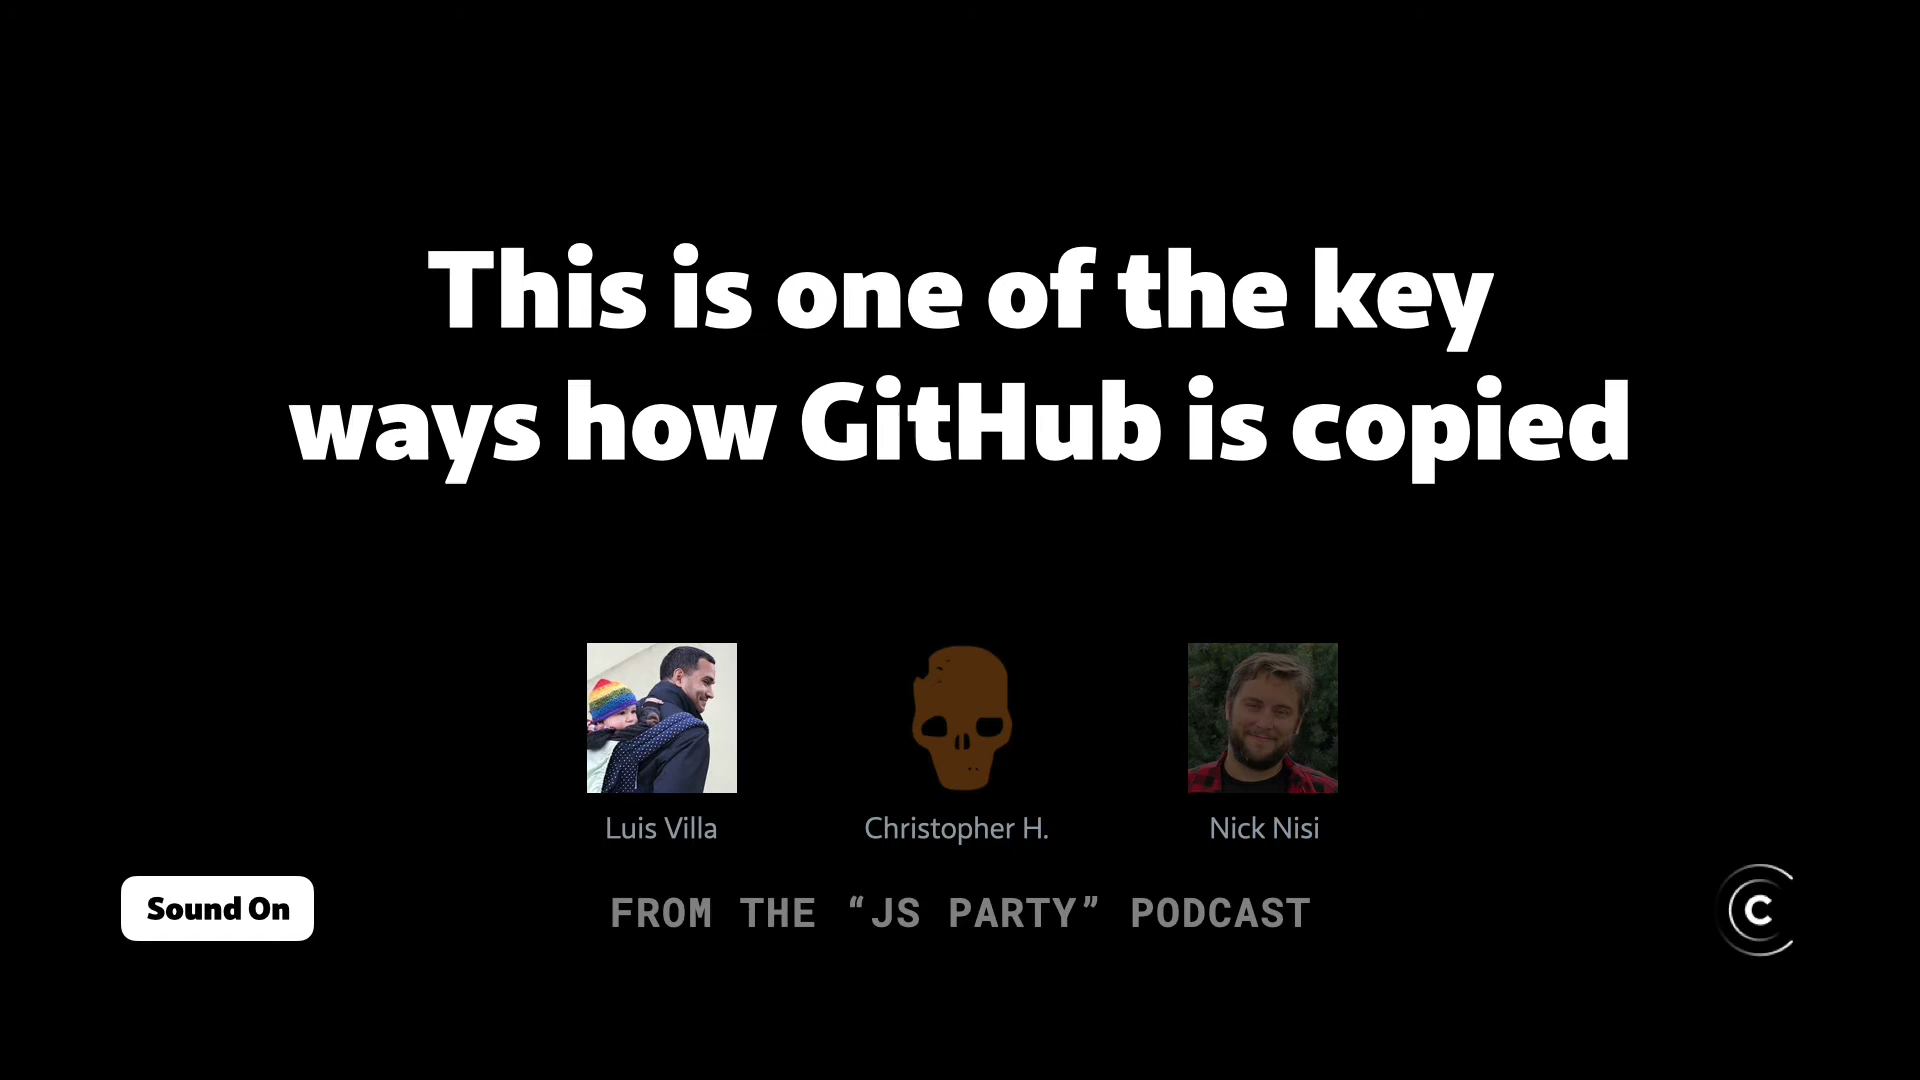 This is one of the key
ways how GitHub is copied
Luis Villa
Christopher H.
Nick Nisi
Sound On
FROM THE “JS PARTY” PODCAST
C